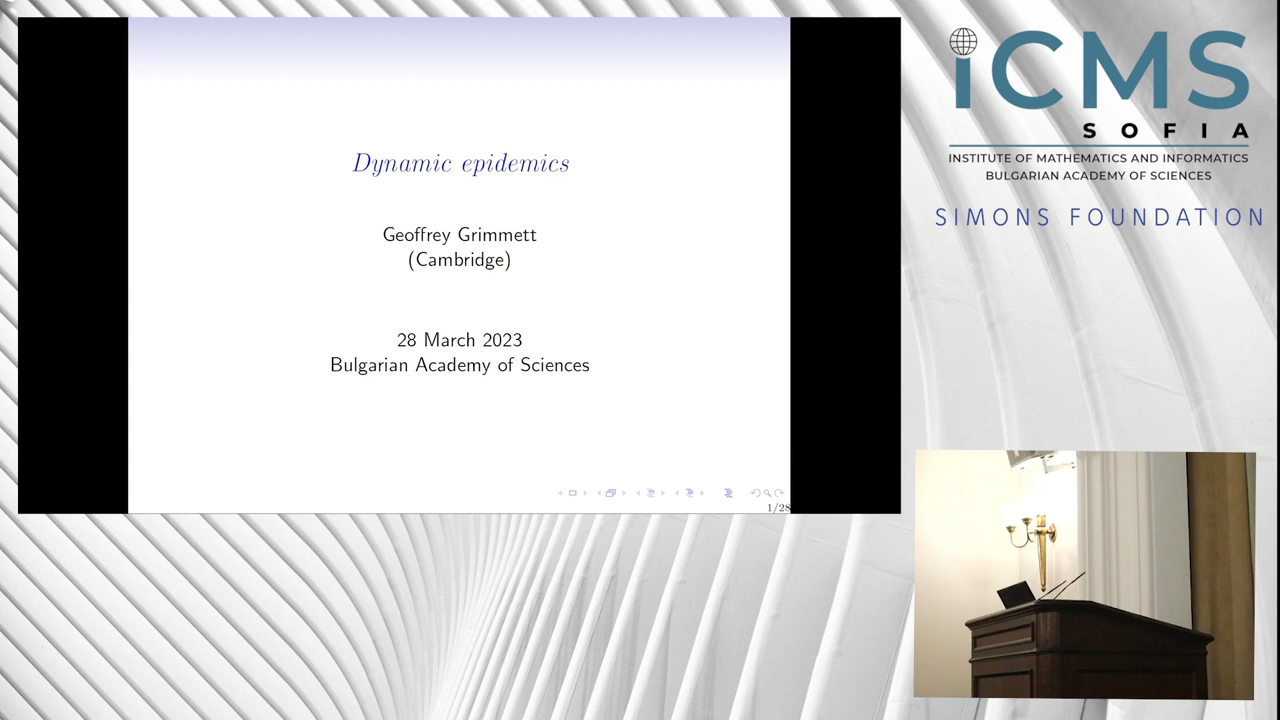 Dynamic epidemics
Geoffrey Grimmett
(Cambridge)
28 March 2023
Bulgarian Academy of Sciences
1/28
iCMS
SOFIA
INSTITUTE OF MATHEMATICS AND INFORMATICS
BULGARIAN ACADEMY OF SCIENCES
SIMONS FOUNDATION